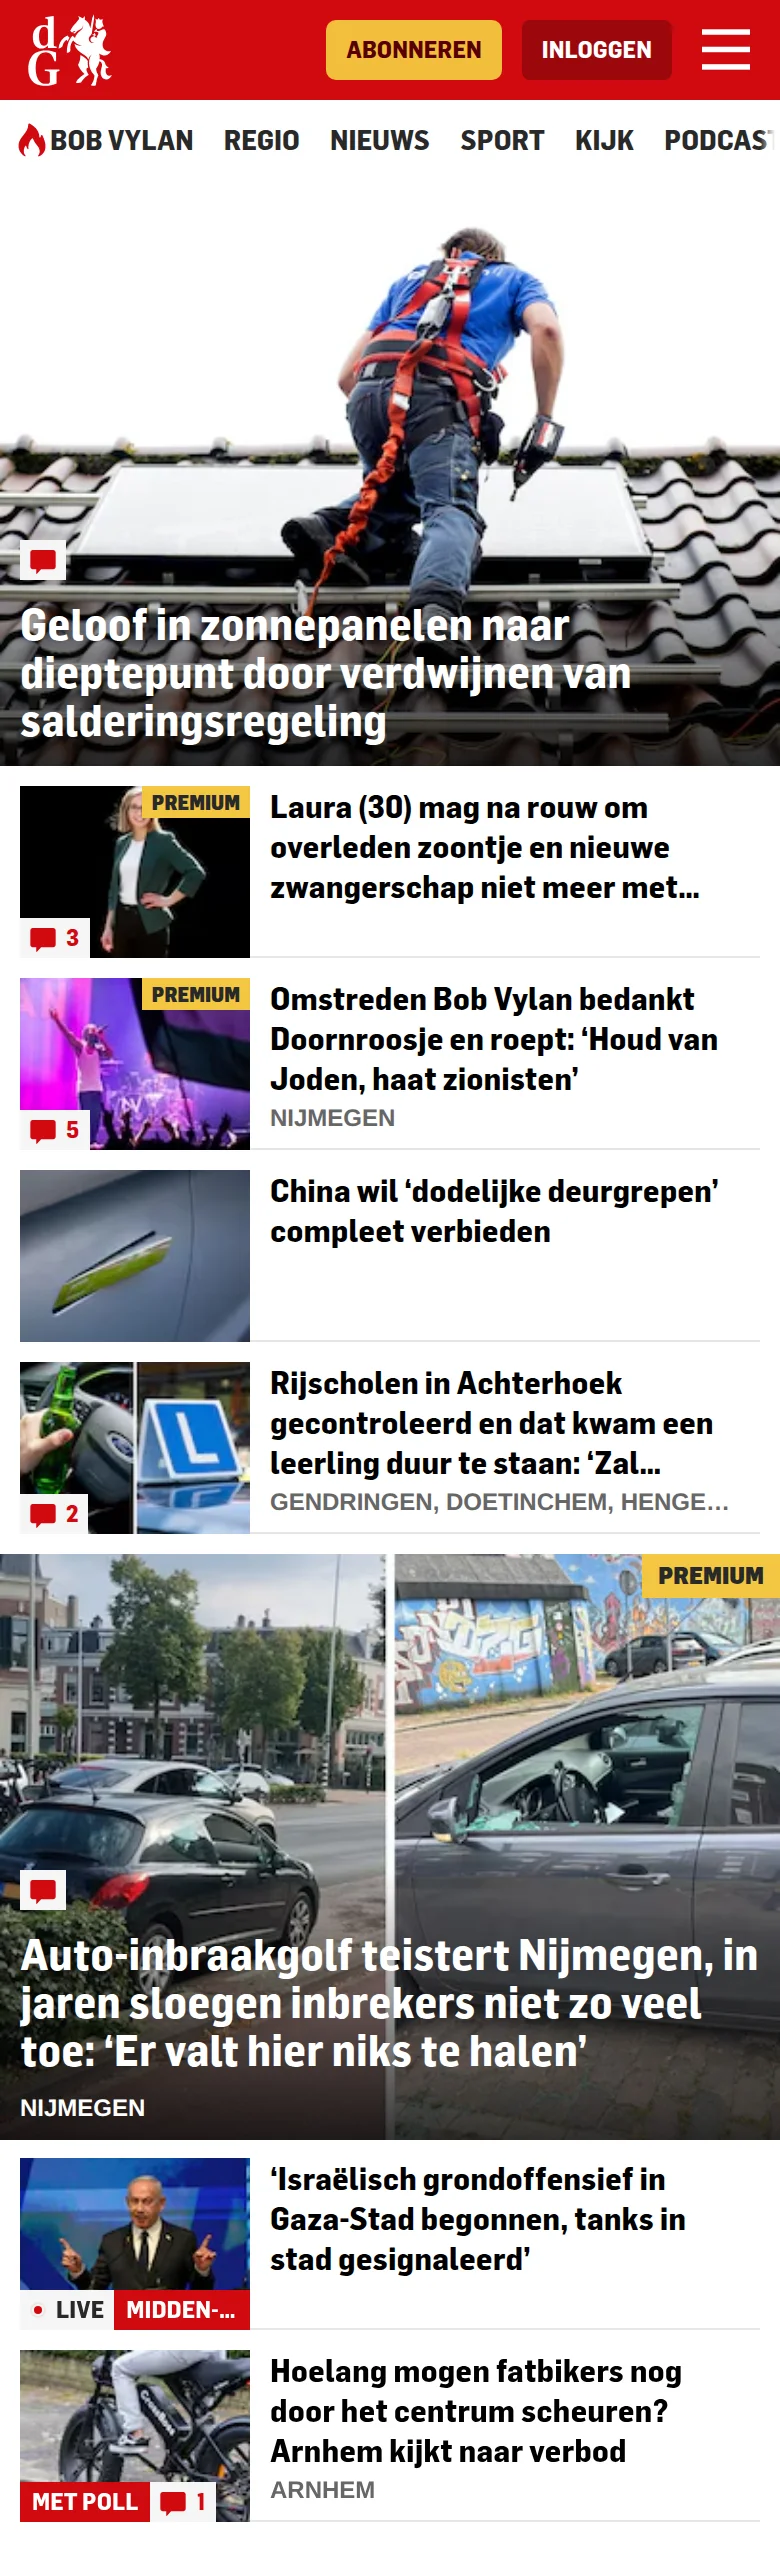 dG
ABONNEREN
INLOGGEN
BOB VYLAN REGIO NIEUWS SPORT KIJK PODCAST
Geloof in zonnepanelen naar
dieptepunt door verdwijnen van
salderingsregeling
PREMIUM
3
Laura (30) mag na rouw om
overleden zoontje en nieuwe
zwangerschap niet meer met...
PREMIUM
5
Omstreden Bob Vylan bedankt
Doornroosje en roept: ‘Houd van
Joden, haat zionisten’
NIJMEGEN
China wil ‘dodelijke deurgrepen’
compleet verbieden
L
2
Rijscholen in Achterhoek
gecontroleerd en dat kwam een
leerling duur te staan: ‘Zal...
GENDRINGEN, DOETINCHEM, HENGE...
PREMIUM
Auto-inbraakgolf teistert Nijmegen, in
jaren sloegen inbrekers niet zo veel
toe: ‘Er valt hier niks te halen’
NIJMEGEN
LIVE MIDDEN-...
‘Israëlisch grondoffensief in
Gaza-Stad begonnen, tanks in
stad gesignaleerd’
MET POLL 1
Hoelang mogen fatbikers nog
door het centrum scheuren?
Arnhem kijkt naar verbod
ARNHEM